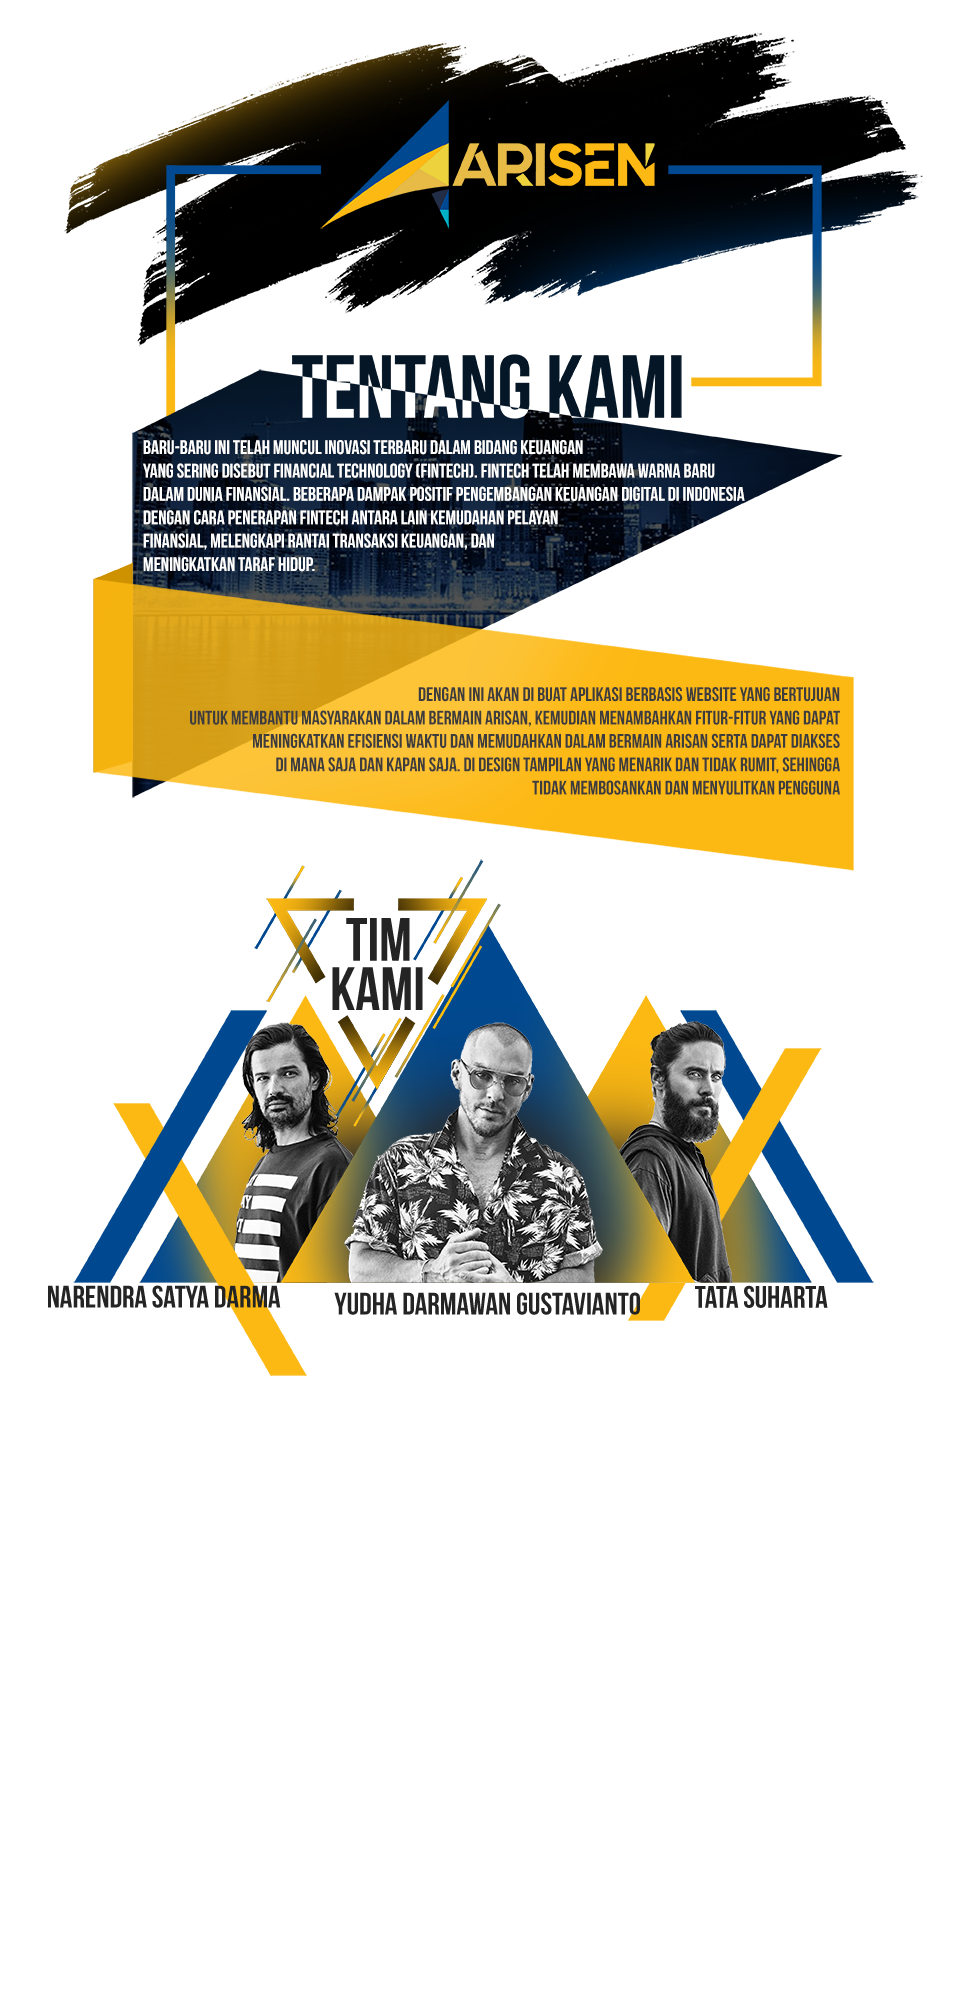 ARISEN
TENTANG KAMI
BARU-BARU INI TELAH MUNCUL INOVASI TERBARU DALAM BIDANG KEUANGAN
YANG SERING DISEBUT FINANCIAL TECHNOLOGY (FINTECH). FINTECH TELAH MEMBAWA WARNA BARU
DALAM DUNIA FINANSIAL. BEBERAPA DAMPAK POSITIF PENGEMBANGAN KEUANGAN DIGITAL DI INDONESIA
DENGAN CARA PENERAPAN FINTECH ANTARA LAIN KEMUDAHAN PELAYAN
FINANSIAL, MELENGKAPI RANTAI TRANSAKSI KEUANGAN, DAN
MENINGKATKAN TARAF HIDUP.
DENGAN INI AKAN DI BUAT APLIKASI BERBASIS WEBSITE YANG BERTUJUAN
UNTUK MEMBANTU MASYARAKAN DALAM BERMAIN ARISAN, KEMUDIAN MENAMBAHKAN FITUR-FITUR YANG DAPAT
MENINGKATKAN EFISIENSI WAKTU DAN MEMUDAHKAN DALAM BERMAIN ARISAN SERTA DAPAT DIAKSES
DI MANA SAJA DAN KAPAN SAJA. DI DESIGN TAMPILAN YANG MENARIK DAN TIDAK RUMIT, SEHINGGA
TIDAK MEMBOSANKAN DAN MENYULITKAN PENGGUNA
TIM
KAMI
NARENDRA SATYA DARMA
YUDHA DARMAWAN GUSTAVIANTO
TATA SUHARTA